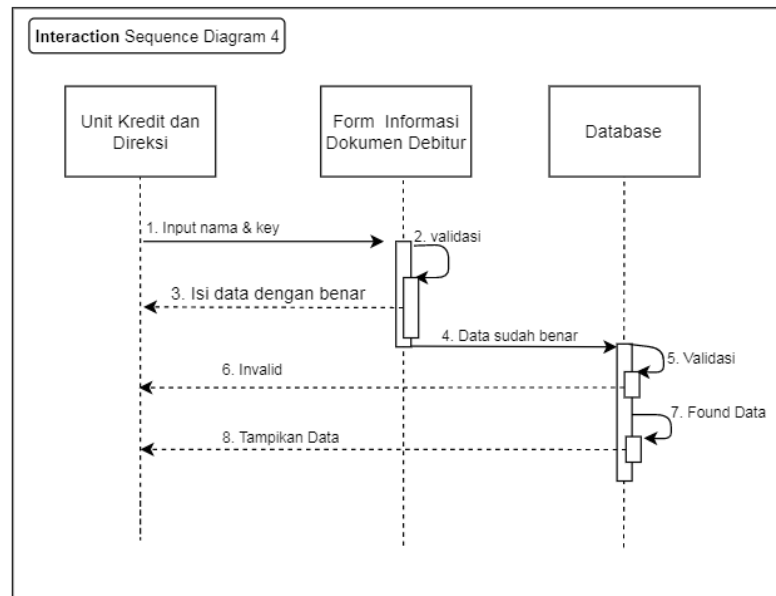 Interaction Sequence Diagram 4
Unit Kredit dan
Direksi
Form Informasi
Dokumen Debitur
Database
1. Input nama & key
2. validasi
3. Isi data dengan benar
4. Data sudah benar
5. Validasi
6. Invalid
7. Found Data
8. Tampikan Data